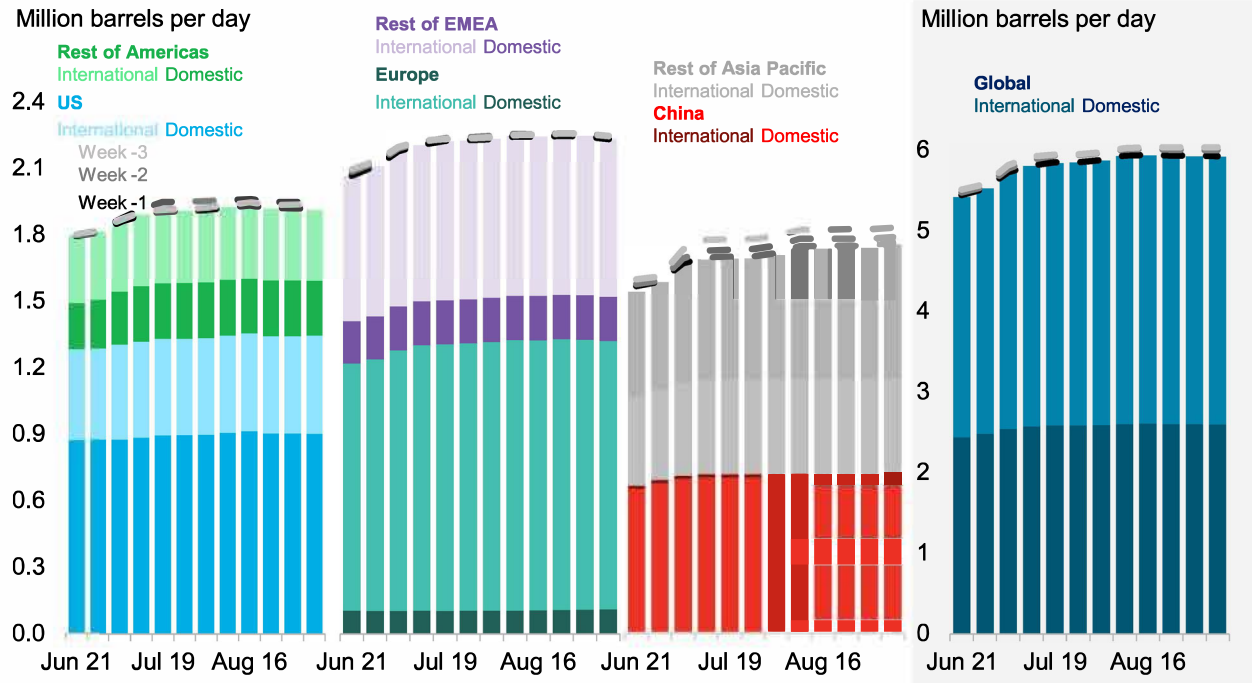 Million barrels per day
Rest of Americas
International Domestic
US
International Domestic
Week -3
Week -2
Week -1
Rest of EMEA
International Domestic
Europe
International Domestic
Rest of Asia Pacific
International Domestic
China
International Domestic
Million barrels per day
Global
International Domestic
2.4
2.1
1.8
1.5
1.2
0.9
0.6
0.3
0.0
6
5
4
3
2
1
0
Jun 21 Jul 19 Aug 16 Jun 21 Jul 19 Aug 16 Jun 21 Jul 19 Aug 16 Jun 21 Jul 19 Aug 16